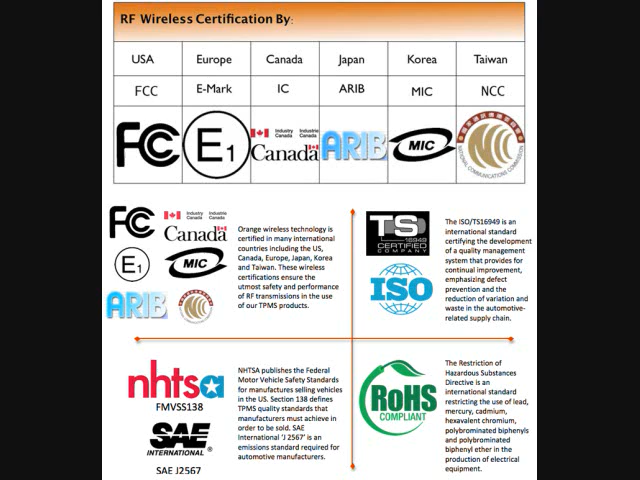 RF Wireless Certification By:
USA Europe Canada Japan Korea Taiwan
FCC E-Mark IC ARIB MIC NCC
FC E1 Industry Canada Industrie Canada Canada ARIB MIC NCC
NATIONAL COMMUNICATIONS COMMISSION
FC Industry Canada Industrie Canada
Canada
E1 MIC
ARIB
Orange wireless technology is
certified in many international
countries including the US,
Canada, Europe, Japan, Korea
and Taiwan. These wireless
certifications ensure the
utmost safety and performance
of RF transmissions in the use
of our TPMS products.
TS
16949
CERTIFIED
COMPANY
ISO
The ISO/TS16949 is an
international standard
certifying the development
of a quality management
system that provides for
continual improvement,
emphasizing defect
prevention and the
reduction of variation and
waste in the automotive-
related supply chain.
nhtsa
FMVSS138
SAE
INTERNATIONAL®
SAE J2567
NHTSA publishes the Federal
Motor Vehicle Safety Standards
for manufactures selling vehicles
in the US. Section 138 defines
TPMS quality standards that
manufacturers must achieve in
order to be sold. SAE
International 'J 2567' is an
emissions standard required for
automotive manufacturers.
RoHS
COMPLIANT
The Restriction of
Hazardous Substances
Directive is an
international standard
restricting the use of lead,
mercury, cadmium,
hexavalent chromium,
polybrominated biphenyls
and polybrominated
biphenyl ether in the
production of electrical
equipment.